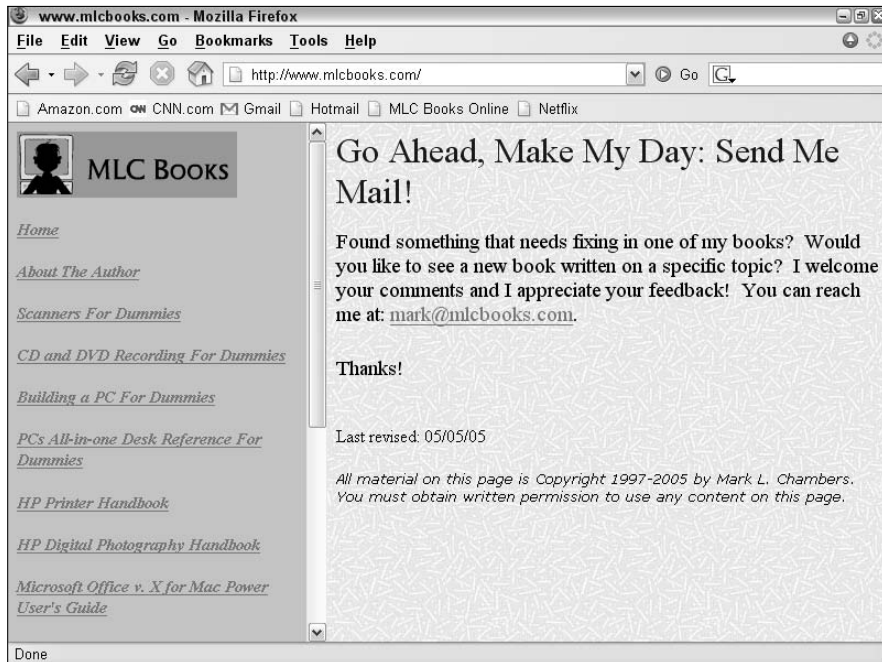 www.mlcbooks.com - Mozilla Firefox
File Edit View Go Bookmarks Tools Help
http://www.mlcbooks.com/ Go G
Amazon.com CNN CNN.com Gmail Hotmail MLC Books Online Netflix
MLC Books
Home
About The Author
Scanners For Dummies
CD and DVD Recording For Dummies
Building a PC For Dummies
PCs All-in-one Desk Reference For
Dummies
HP Printer Handbook
HP Digital Photography Handbook
Microsoft Office v. X for Mac Power
User's Guide
Go Ahead, Make My Day: Send Me
Mail!
Found something that needs fixing in one of my books? Would
you like to see a new book written on a specific topic? I welcome
your comments and I appreciate your feedback! You can reach
me at: mark@mlcbooks.com.
Thanks!
Last revised: 05/05/05
All material on this page is Copyright 1997-2005 by Mark L. Chambers.
You must obtain written permission to use any content on this page.
Done